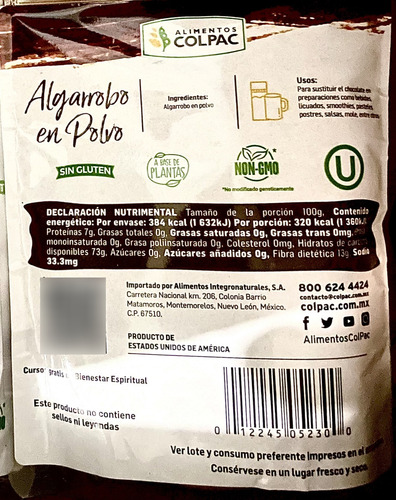 ALIMENTOS
COLPAC
Algarrobo
en Polvo
Ingredientes:
Algarrobo en polvo
Usos:
Para sustituir el chocolate en
preparaciones como bebidas,
licuados, smoothies, pasteles
postres, salsas, mole, entre otros
SIN GLUTEN
A BASE DE
PLANTAS
NON-GMO*
*No modificado genéticamente
U
DECLARACIÓN NUTRIMENTAL Tamaño de la porción 100g, Contenido
energético: Por envase: 384 kcal (1 632kJ) Por porción: 320 kcal (1 360kJ)
Proteínas 7g, Grasas totales 0g, Grasas saturadas 0g, Grasas trans 0mg,
monoinsaturada 0g, Grasa poliinsaturada 0g, Colesterol 0mg, Hidratos de
disponibles 73g, Azúcares 0g, Azúcares añadidos 0g, Fibra dietética 13g Sodio
33.3mg
Importado por Alimentos Integronaturales, S.A.
Carretera Nacional km. 206, Colonia Barrio
Matamoros, Montemorelos, Nuevo León, México.
C.P. 67510.
PRODUCTO DE
ESTADOS UNIDOS DE AMÉRICA
800 624 4424
contacto@colpac.com.mx
colpac.com.mx
AlimentosColPac
Curso gratis Bienestar Espiritual
Este producto no contiene
sellos ni leyendas
0 12245 05230 0
Vea lote y consumo preferente impresos en el
Consérvese en un lugar fresco y seco.